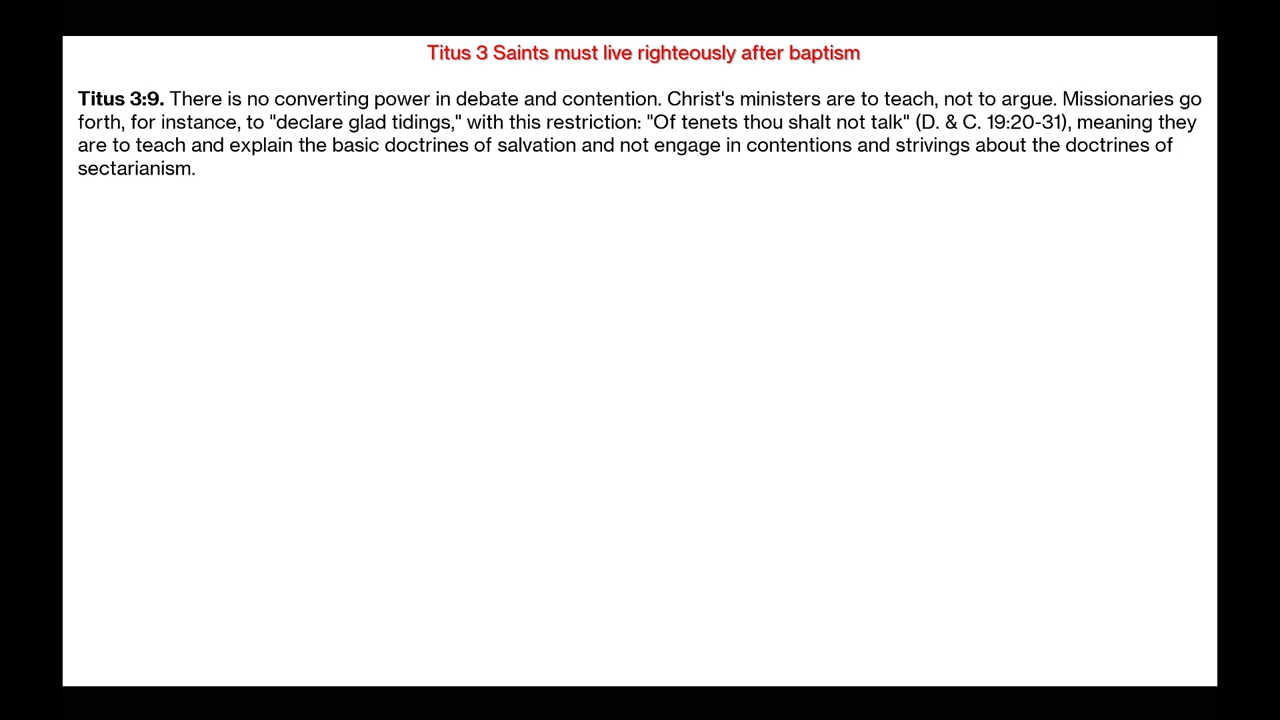 Titus 3 Saints must live righteously after baptism
Titus 3:9. There is no converting power in debate and contention. Christ's ministers are to teach, not to argue. Missionaries go
forth, for instance, to "declare glad tidings," with this restriction: "Of tenets thou shalt not talk" (D. & C. 19:20-31), meaning they
are to teach and explain the basic doctrines of salvation and not engage in contentions and strivings about the doctrines of
sectarianism.